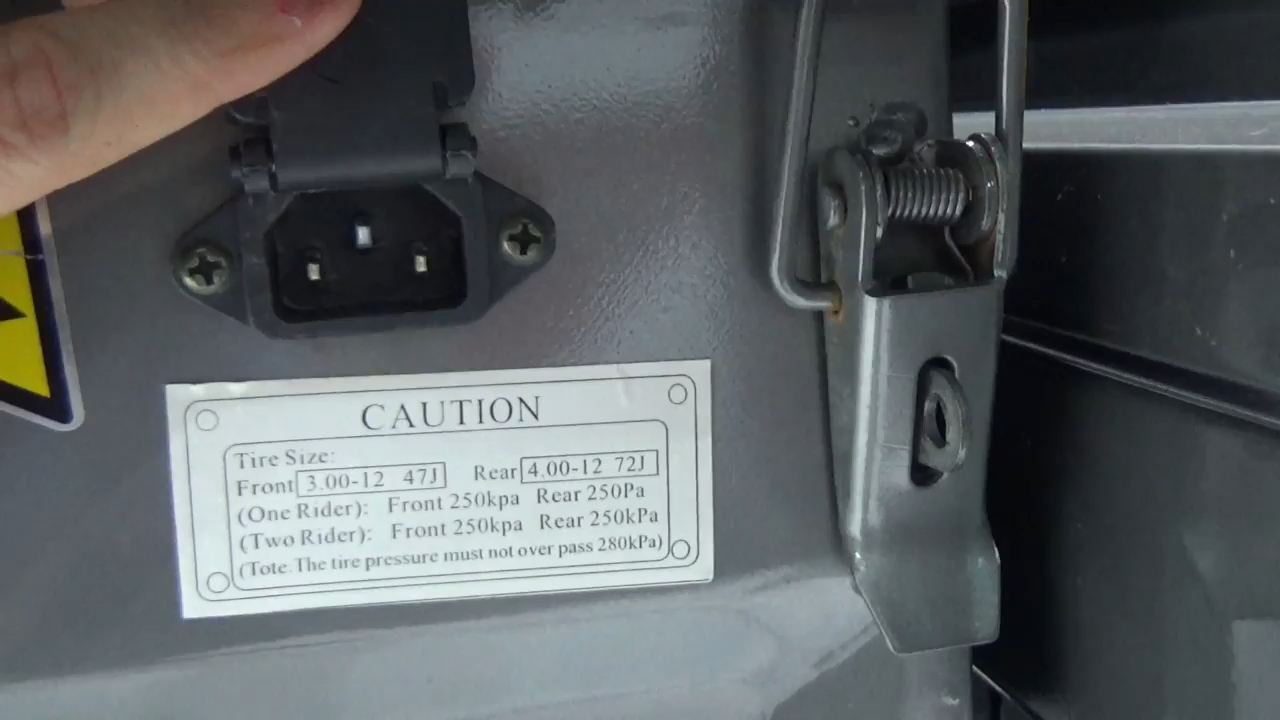 CAUTION
Tire Size:
Front 3.00-12 47J Rear 4.00-12 72J
(One Rider): Front 250kpa Rear 250Pa
(Two Rider): Front 250kpa Rear 250kPa
(Tote.The tire pressure must not over pass 280kPa)